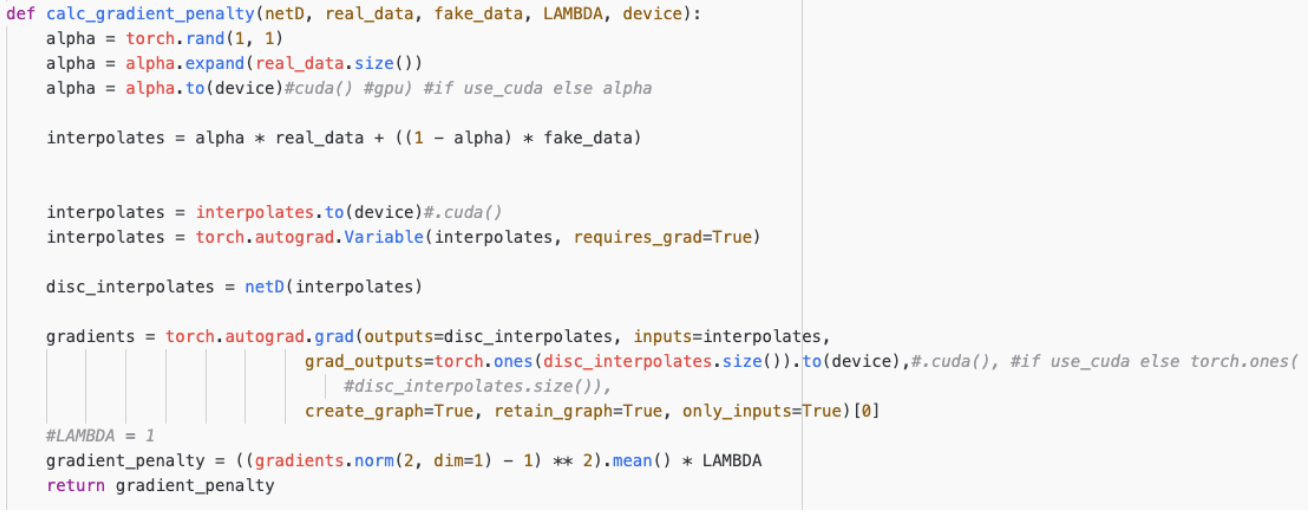 def calc_gradient_penalty(netD, real_data, fake_data, LAMBDA, device):
    alpha = torch.rand(1, 1)
    alpha = alpha.expand(real_data.size())
    alpha = alpha.to(device)#cuda() #gpu) #if use_cuda else alpha
    interpolates = alpha * real_data + ((1 - alpha) * fake_data)
    interpolates = interpolates.to(device)#.cuda()
    interpolates = torch.autograd.Variable(interpolates, requires_grad=True)
    disc_interpolates = netD(interpolates)
    gradients = torch.autograd.grad(outputs=disc_interpolates, inputs=interpolates,
                              grad_outputs=torch.ones(disc_interpolates.size()).to(device),#.cuda(), #if use_cuda else torch.ones(
                                  #disc_interpolates.size()),
                              create_graph=True, retain_graph=True, only_inputs=True)[0]
    #LAMBDA = 1
    gradient_penalty = ((gradients.norm(2, dim=1) - 1) ** 2).mean() * LAMBDA
    return gradient_penalty